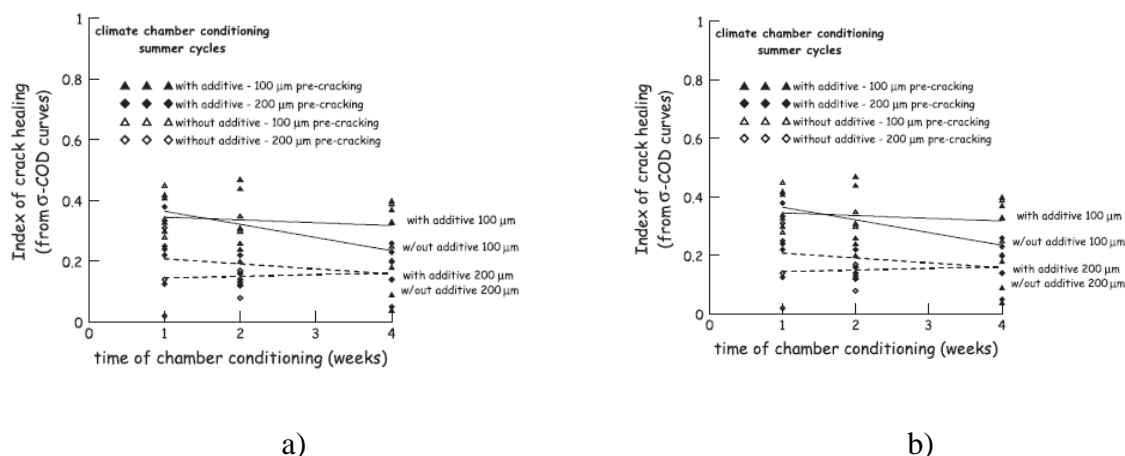 1
climate chamber conditioning
summer cycles
0.8
with additive - 100 μm pre-cracking
with additive - 200 μm pre-cracking
without additive - 100 μm pre-cracking
without additive - 200 μm pre-cracking
0.6
Index of crack healing
(from σ-COD curves)
0.4
with additive 100 μm
w/out additive 100 μm
0.2
with additive 200 μm
w/out additive 200 μm
0
0 1 2 3 4
time of chamber conditioning (weeks)
a)
1
climate chamber conditioning
summer cycles
0.8
with additive - 100 μm pre-cracking
with additive - 200 μm pre-cracking
without additive - 100 μm pre-cracking
without additive - 200 μm pre-cracking
0.6
Index of crack healing
(from σ-COD curves)
0.4
with additive 100 μm
w/out additive 100 μm
0.2
with additive 200 μm
w/out additive 200 μm
0
0 1 2 3 4
time of chamber conditioning (weeks)
b)